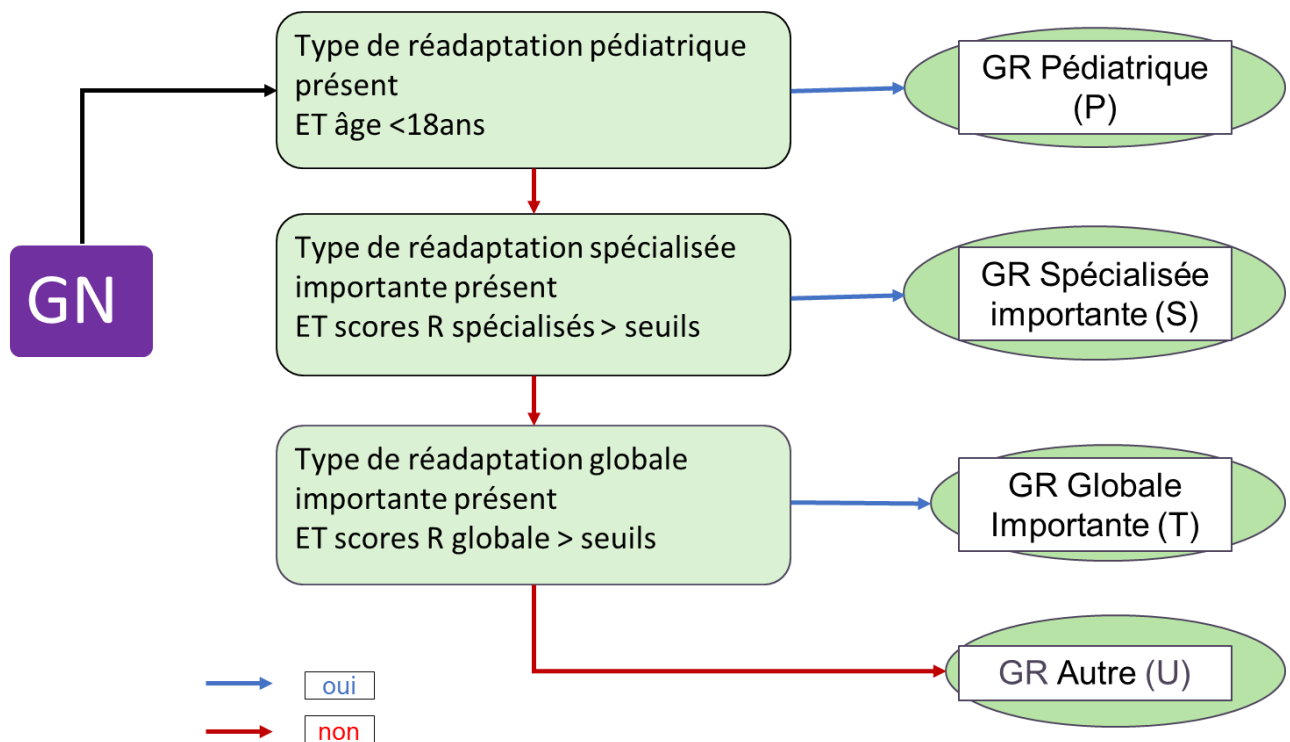 Type de réadaptation pédiatrique
présent
ET âge <18ans
GR Pédiatrique
(P)
GN
Type de réadaptation spécialisée
importante présent
ET scores R spécialisés > seuils
GR Spécialisée
importante (S)
Type de réadaptation globale
importante présent
ET scores R globale > seuils
GR Globale
Importante (T)
GR Autre (U)
oui
non